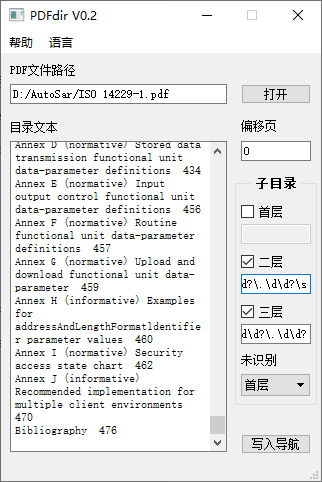 PDFdir V0.2
帮助 语言
PDF文件路径
D:/AutoSar/ISO 14229-1.pdf
打开
目录文本
偏移页
Annex D (normative) Stored data
transmission functional unit
data-parameter definitions 434
Annex E (normative) Input
output control functional unit
data-parameter definitions 456
Annex F (normative) Routine
functional unit data-parameter
definitions 457
Annex G (normative) Upload and
download functional unit data-
parameter 459
Annex H (informative) Examples
for
addressAndLengthFormatldentifie
r parameter values 460
Annex I (normative) Security
access state chart 462
Annex J (informative)
Recommended implementation for
multiple client environments
470
Bibliography 476
0
子目录
首层
二层
d?\.\d\d?\s
三层
d\d?\.\d\d?
未识别
首层
写入导航